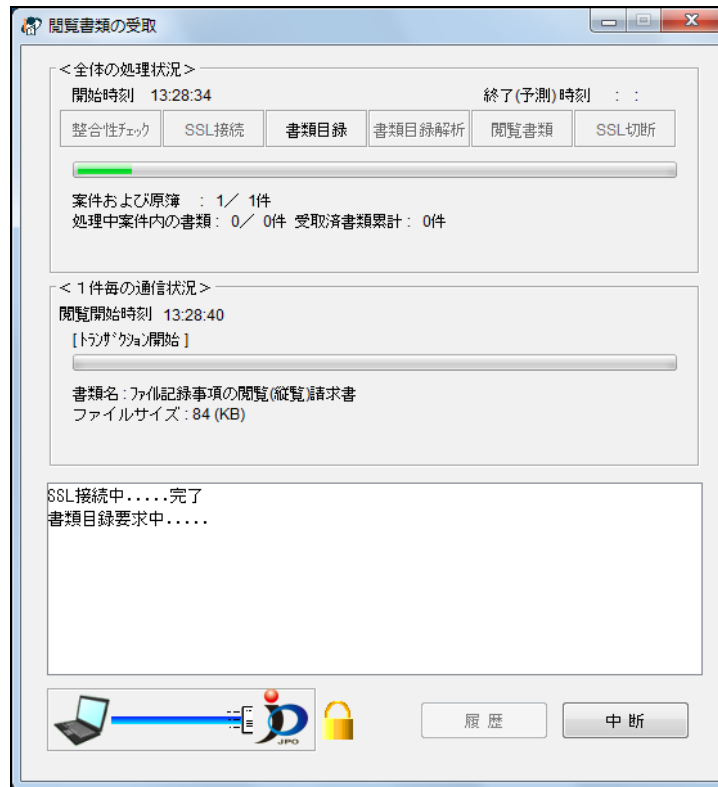 閲覧書類の受取
<全体の処理状況>
開始時刻 13:28:34 終了(予測)時刻 : :
整合性ﾁｪｯｸ SSL接続 書類目録 書類目録解析 閲覧書類 SSL切断
案件および原簿 : 1／ 1件
処理中案件内の書類: 0／ 0件 受取済書類累計: 0件
<1件毎の通信状況>
閲覧開始時刻 13:28:40
[ﾄﾗﾝｻﾞｸｼｮﾝ開始 ]
書類名:ﾌｧｲﾙ記録事項の閲覧(縦覧)請求書
ファイルサイズ:84 (KB)
SSL接続中.....完了
書類目録要求中.....
JPO
履 歴
中 断